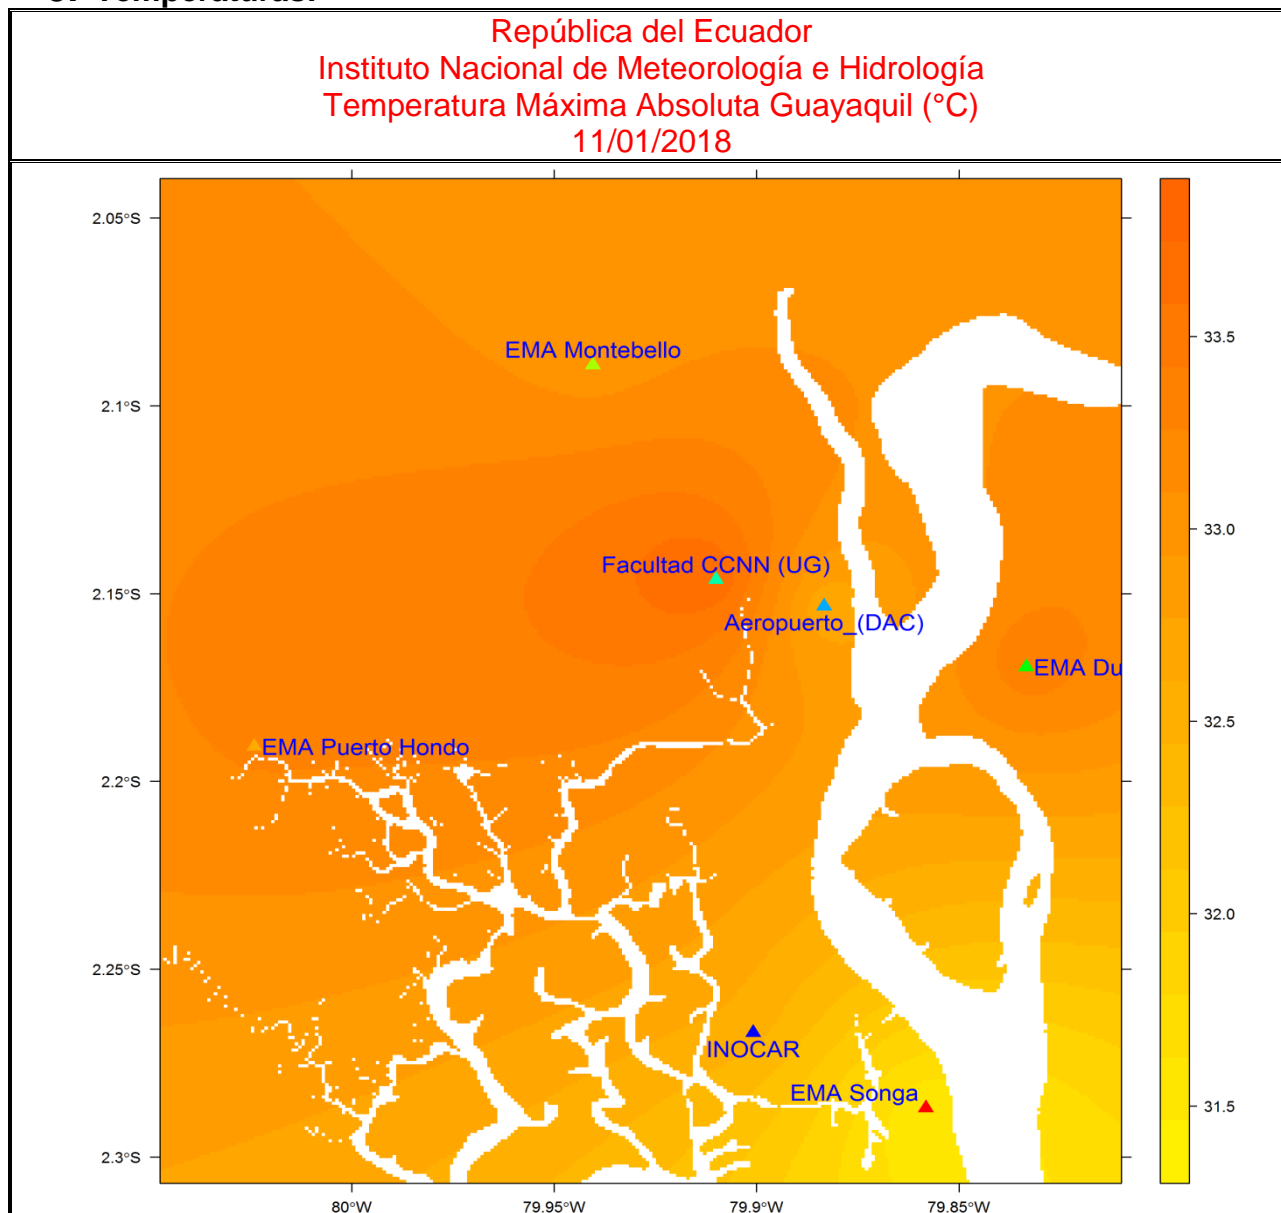 República del Ecuador
Instituto Nacional de Meteorología e Hidrología
Temperatura Máxima Absoluta Guayaquil (°C)
11/01/2018
2.05°S
2.1°S
2.15°S
2.2°S
2.25°S
2.3°S
EMA Montebello
Facultad CCNN (UG)
Aeropuerto_(DAC)
EMA Du
EMA Puerto Hondo
INOCAR
EMA Songa
33.5
33.0
32.5
32.0
31.5
80°W
79.95°W
79.9°W
79.85°W